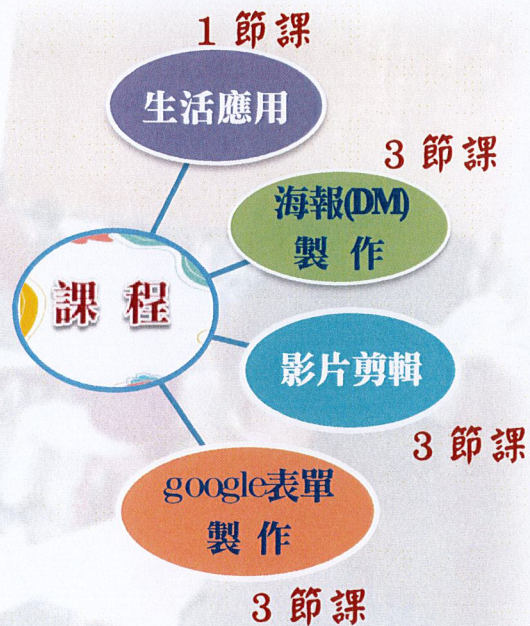 1 節課
生活應用
3 節課
海報(DM)
製 作
課 程
影片剪輯
3 節課
google表單
製 作
3 節課